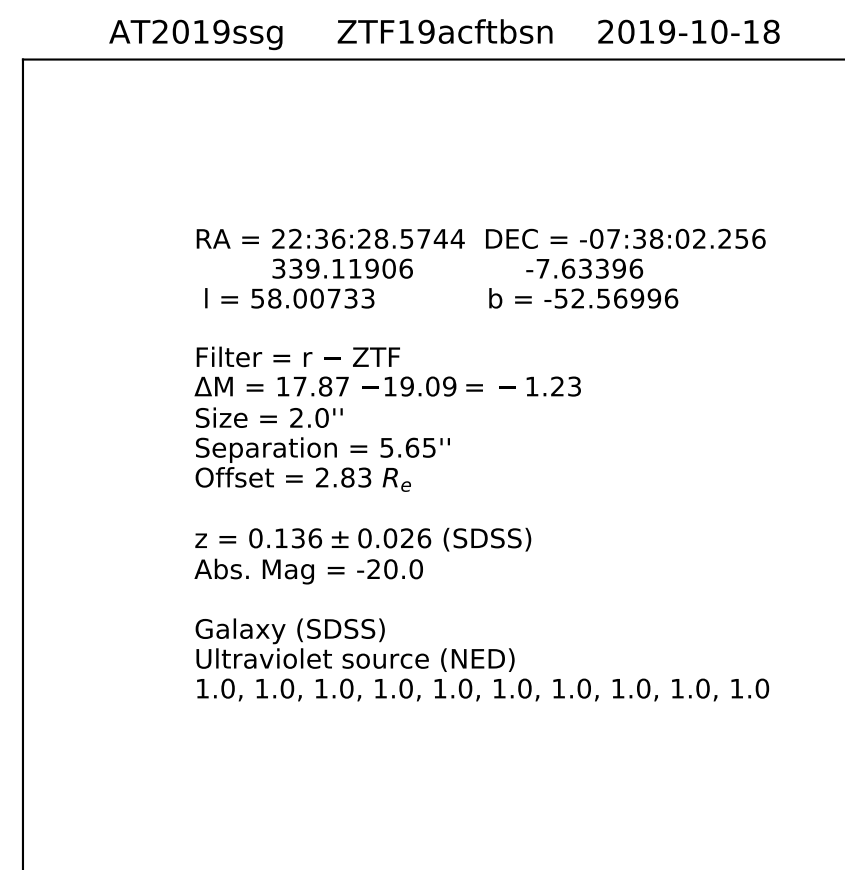 AT2019ssg ZTF19acftbsn 2019-10-18
RA = 22:36:28.5744 DEC = -07:38:02.256
339.11906 -7.63396
l = 58.00733 b = -52.56996
Filter = r − ZTF
ΔM = 17.87 −19.09 = − 1.23
Size = 2.0''
Separation = 5.65''
Offset = 2.83 Rₑ
z = 0.136 ± 0.026 (SDSS)
Abs. Mag = -20.0
Galaxy (SDSS)
Ultraviolet source (NED)
1.0, 1.0, 1.0, 1.0, 1.0, 1.0, 1.0, 1.0, 1.0, 1.0